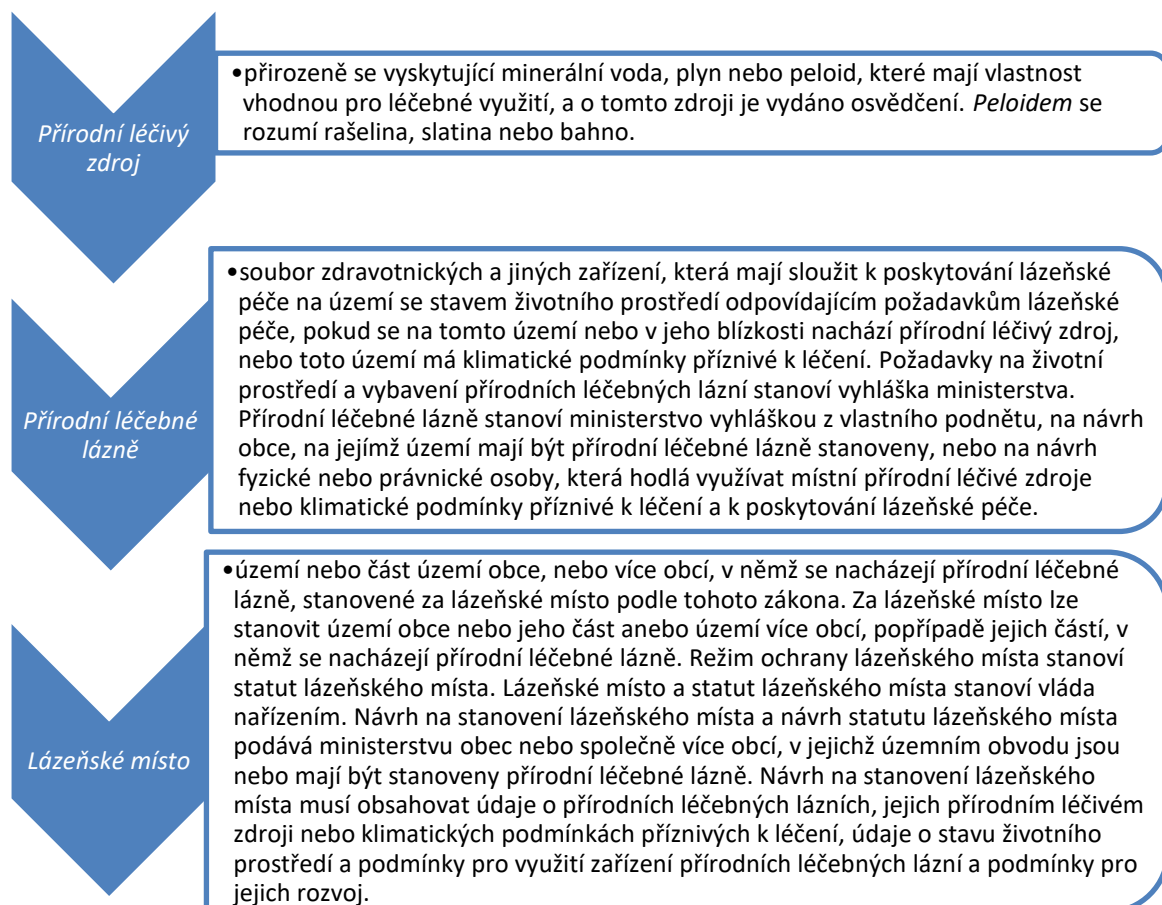 Přírodní léčivý
zdroj
•přirozeně se vyskytující minerální voda, plyn nebo peloid, které mají vlastnost
vhodnou pro léčebné využití, a o tomto zdroji je vydáno osvědčení. Peloidem se
rozumí rašelina, slatina nebo bahno.
Přírodní léčebné
lázně
•soubor zdravotnických a jiných zařízení, která mají sloužit k poskytování lázeňské
péče na území se stavem životního prostředí odpovídajícím požadavkům lázeňské
péče, pokud se na tomto území nebo v jeho blízkosti nachází přírodní léčivý zdroj,
nebo toto území má klimatické podmínky příznivé k léčení. Požadavky na životní
prostředí a vybavení přírodních léčebných lázní stanoví vyhláška ministerstva.
Přírodní léčebné lázně stanoví ministerstvo vyhláškou z vlastního podnětu, na návrh
obce, na jejímž území mají být přírodní léčebné lázně stanoveny, nebo na návrh
fyzické nebo právnické osoby, která hodlá využívat místní přírodní léčivé zdroje
nebo klimatické podmínky příznivé k léčení a k poskytování lázeňské péče.
Lázeňské místo
•území nebo část území obce, nebo více obcí, v němž se nacházejí přírodní léčebné
lázně, stanovené za lázeňské místo podle tohoto zákona. Za lázeňské místo lze
stanovit území obce nebo jeho část anebo území více obcí, popřípadě jejich částí, v
němž se nacházejí přírodní léčebné lázně. Režim ochrany lázeňského místa stanoví
statut lázeňského místa. Lázeňské místo a statut lázeňského místa stanoví vláda
nařízením. Návrh na stanovení lázeňského místa a návrh statutu lázeňského místa
podává ministerstvu obec nebo společně více obcí, v jejichž územním obvodu jsou
nebo mají být stanoveny přírodní léčebné lázně. Návrh na stanovení lázeňského
místa musí obsahovat údaje o přírodních léčebných lázních, jejich přírodním léčivém
zdroji nebo klimatických podmínkách příznivých k léčení, údaje o stavu životního
prostředí a podmínky pro využití zařízení přírodních léčebných lázní a podmínky pro
jejich rozvoj.